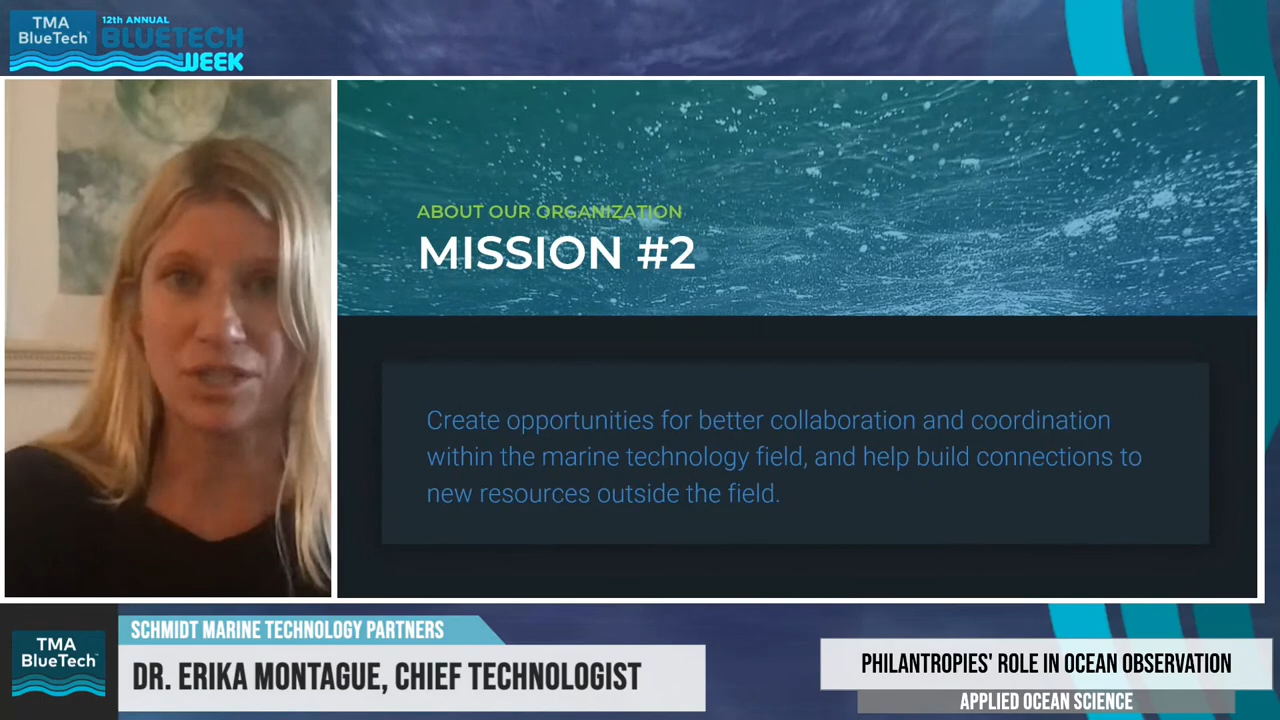 TMA
BlueTech
12th ANNUAL
BLUETECH
WEEK
ABOUT OUR ORGANIZATION
MISSION #2
Create opportunities for better collaboration and coordination
within the marine technology field, and help build connections to
new resources outside the field.
TMA
BlueTech
SCHMIDT MARINE TECHNOLOGY PARTNERS
DR. ERIKA MONTAGUE, CHIEF TECHNOLOGIST
PHILANTROPIES' ROLE IN OCEAN OBSERVATION
APPLIED OCEAN SCIENCE